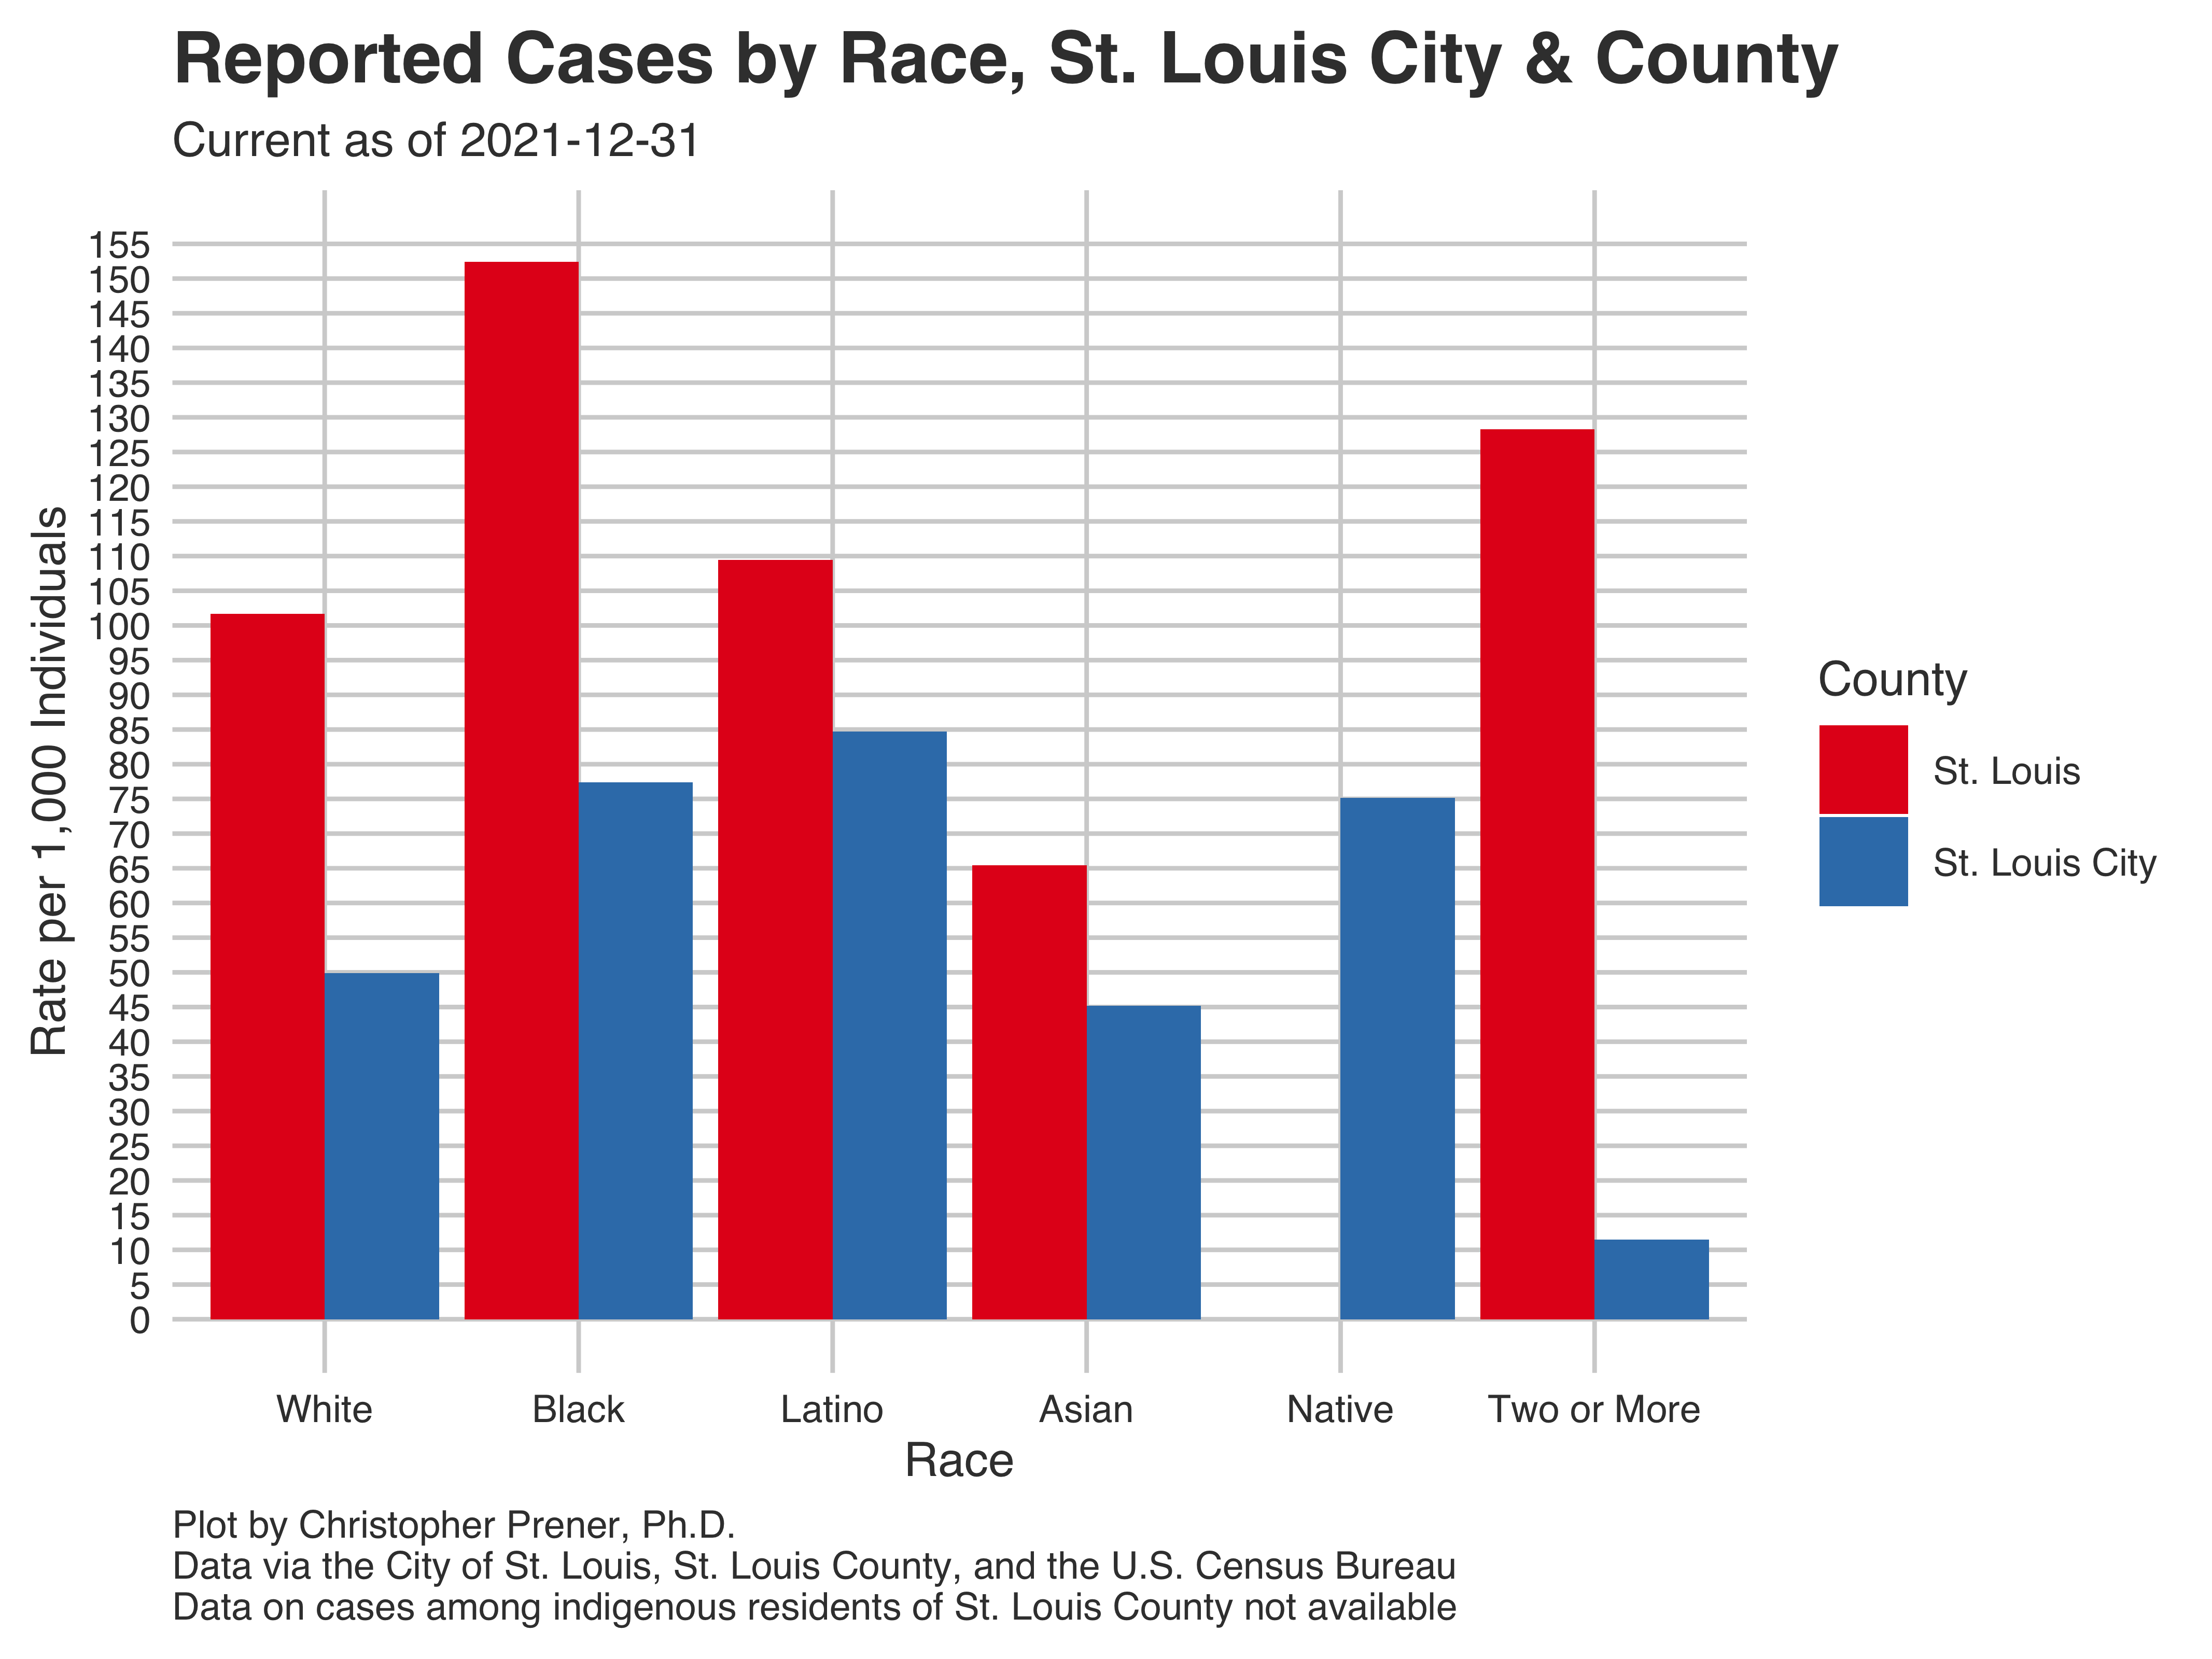 Reported Cases by Race, St. Louis City & County
Current as of 2021-12-31
Rate per 1,000 Individuals
155
150
145
140
135
130
125
120
115
110
105
100
95
90
85
80
75
70
65
60
55
50
45
40
35
30
25
20
15
10
5
0
White Black Latino Asian Native Two or More
Race
County
St. Louis
St. Louis City
Plot by Christopher Prener, Ph.D.
Data via the City of St. Louis, St. Louis County, and the U.S. Census Bureau
Data on cases among indigenous residents of St. Louis County not available